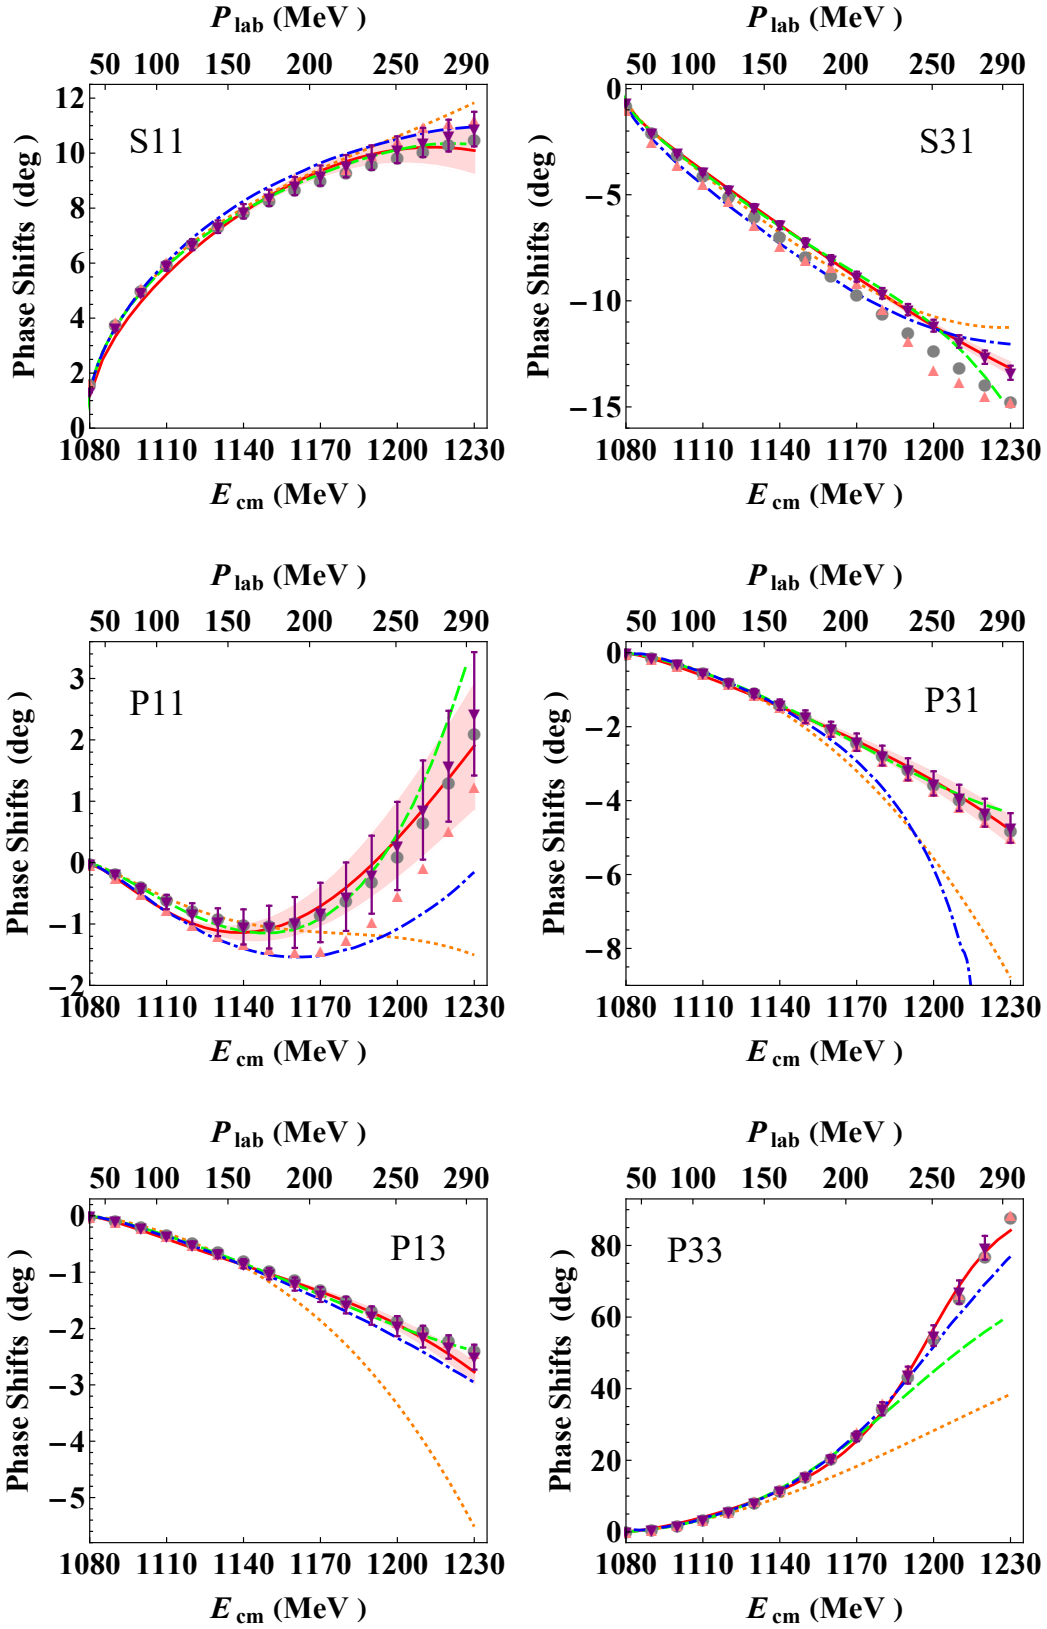 P lab (MeV) P lab (MeV)
50 100 150 200 250 290 50 100 150 200 250 290
S11 S31
Phase Shifts (deg) Phase Shifts (deg)
12 10 8 6 4 2 0 0 −5 −10 −15
1080 1110 1140 1170 1200 1230 1080 1110 1140 1170 1200 1230
E cm (MeV) E cm (MeV)
P lab (MeV) P lab (MeV)
50 100 150 200 250 290 50 100 150 200 250 290
P11 P31
Phase Shifts (deg) Phase Shifts (deg)
3 2 1 0 −1 −2 0 −2 −4 −6 −8
1080 1110 1140 1170 1200 1230 1080 1110 1140 1170 1200 1230
E cm (MeV) E cm (MeV)
P lab (MeV) P lab (MeV)
50 100 150 200 250 290 50 100 150 200 250 290
P13 P33
Phase Shifts (deg) Phase Shifts (deg)
0 −1 −2 −3 −4 −5 80 60 40 20 0
1080 1110 1140 1170 1200 1230 1080 1110 1140 1170 1200 1230
E cm (MeV) E cm (MeV)